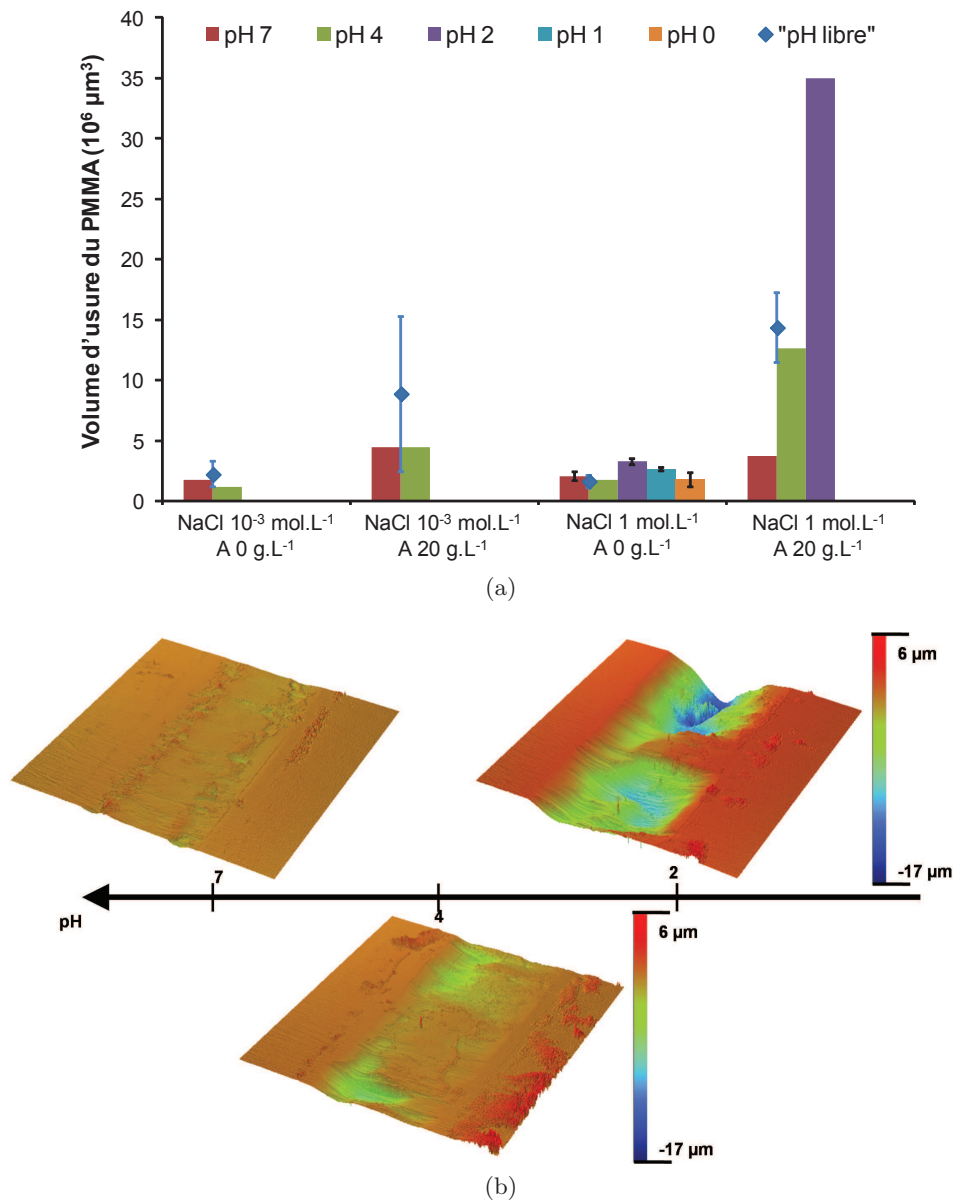 40
35
30
25
20
15
10
5
0
Volume d'usure du PMMA (10⁶ µm³)
pH 7 pH 4 pH 2 pH 1 pH 0 "pH libre"
NaCl 10⁻³ mol.L⁻¹ NaCl 10⁻³ mol.L⁻¹ NaCl 1 mol.L⁻¹ NaCl 1 mol.L⁻¹
A 0 g.L⁻¹ A 20 g.L⁻¹ A 0 g.L⁻¹ A 20 g.L⁻¹
(a)
6 µm
-17 µm
7 4 2
pH
6 µm
-17 µm
(b)